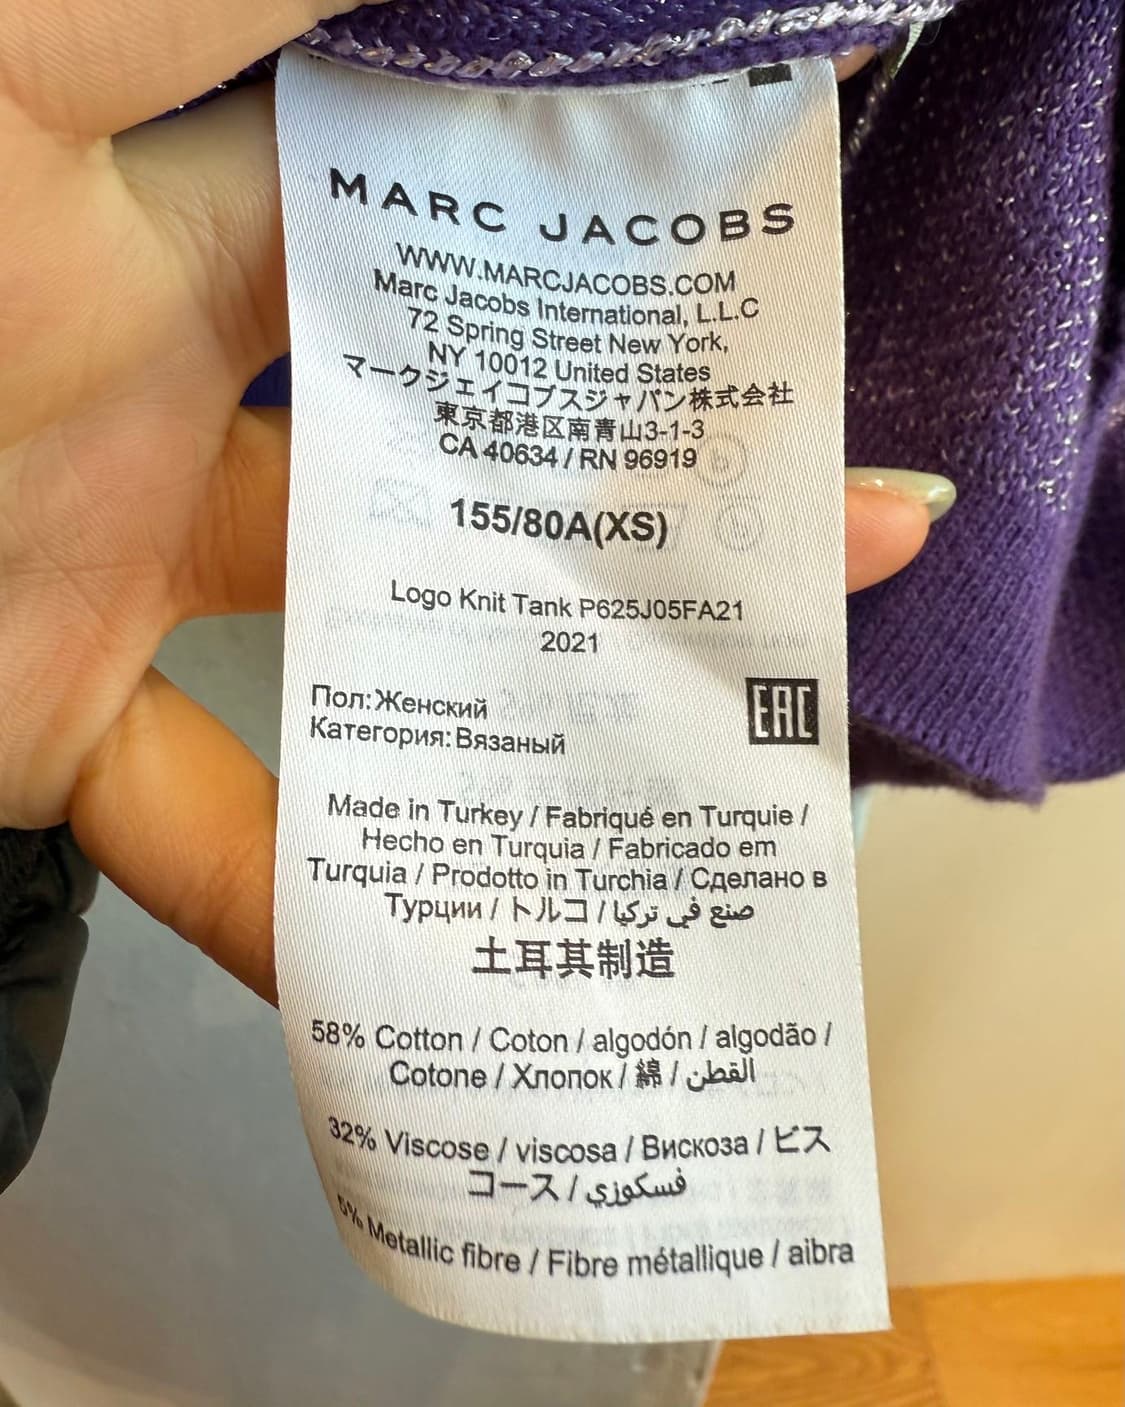 MARC JACOBS
WWW.MARCJACOBS.COM
Marc Jacobs International, L.L.C
72 Spring Street New York,
NY 10012 United States
マークジェイコブスジャパン株式会社
東京都港区南青山3-1-3
CA 40634 / RN 96919
155/80A(XS)
Logo Knit Tank P625J05FA21
2021
Пол:Женский
Категория:Вязаный
EAC
Made in Turkey / Fabriqué en Turquie /
Hecho en Turquia / Fabricado em
Turquia / Prodotto in Turchia / Сделано в
Турции / トルコ / صنع في تركيا
土耳其制造
58% Cotton / Coton / algodón / algodão /
Cotone / Хлопок / 綿 / القطن
32% Viscose / viscosa / Вискоза / ビス
コース / فسكوزي
5% Metallic fibre / Fibre métallique / aibra